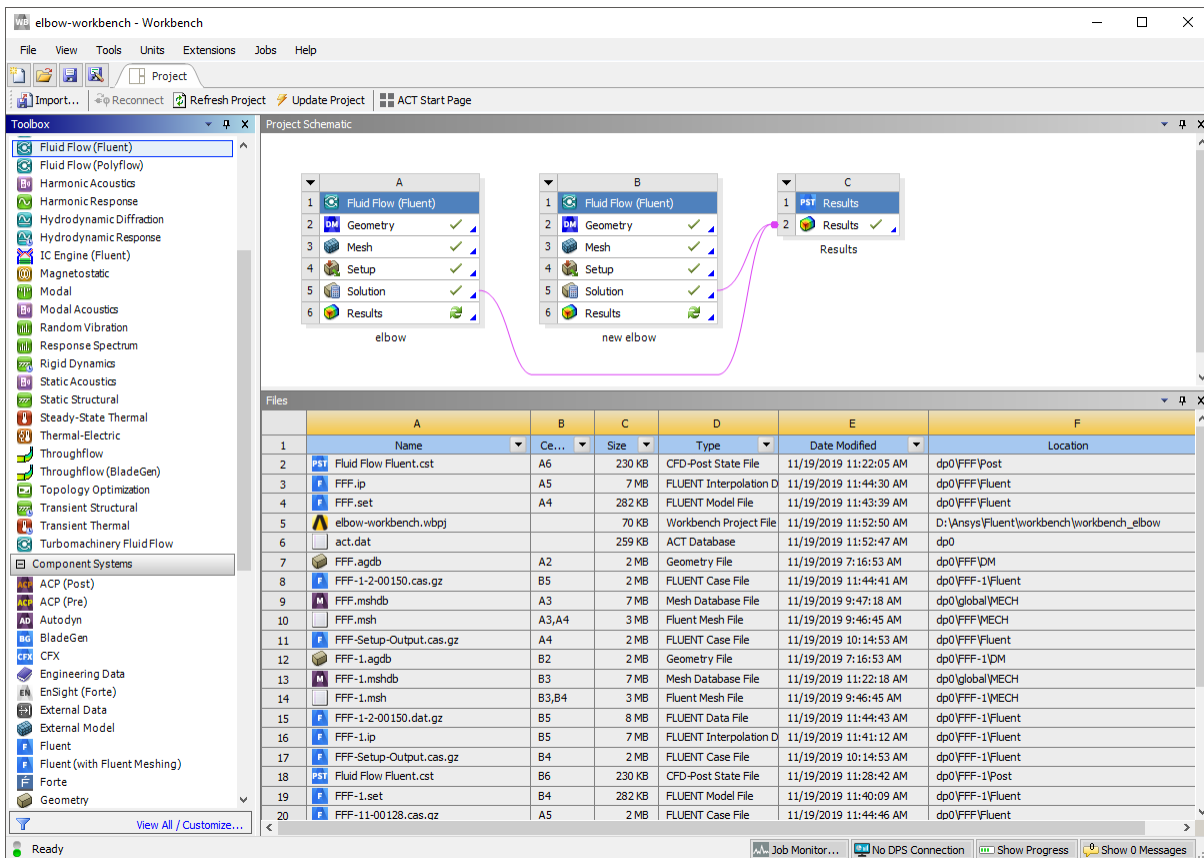 WB elbow-workbench - Workbench
File View Tools Units Extensions Jobs Help
Project
Import... Reconnect Refresh Project Update Project ACT Start Page
Toolbox
Fluid Flow (Fluent)
Fluid Flow (Polyflow)
Harmonic Acoustics
Harmonic Response
Hydrodynamic Diffraction
Hydrodynamic Response
IC Engine (Fluent)
Magnetostatic
Modal
Modal Acoustics
Random Vibration
Response Spectrum
Rigid Dynamics
Static Acoustics
Static Structural
Steady-State Thermal
Thermal-Electric
Throughflow
Throughflow (BladeGen)
Topology Optimization
Transient Structural
Transient Thermal
Turbomachinery Fluid Flow
Component Systems
ACP ACP (Post)
ACP ACP (Pre)
AD Autodyn
BG BladeGen
CFX CFX
Engineering Data
EN EnSight (Forte)
External Data
External Model
F Fluent
F Fluent (with Fluent Meshing)
F Forte
Geometry
View All / Customize...
Project Schematic
A
1 Fluid Flow (Fluent)
2 DM Geometry
3 Mesh
4 Setup
5 Solution
6 Results
elbow
B
1 Fluid Flow (Fluent)
2 DM Geometry
3 Mesh
4 Setup
5 Solution
6 Results
new elbow
C
1 PST Results
2 Results
Results
Files
A B C D E F
1 Name Ce... Size Type Date Modified Location
2 PST Fluid Flow Fluent.cst A6 230 KB CFD-Post State File 11/19/2019 11:22:05 AM dp0\FFF\Post
3 F FFF.ip A5 7 MB FLUENT Interpolation D 11/19/2019 11:44:30 AM dp0\FFF\Fluent
4 F FFF.set A4 282 KB FLUENT Model File 11/19/2019 11:43:39 AM dp0\FFF\Fluent
5 elbow-workbench.wbpj 70 KB Workbench Project File 11/19/2019 11:52:50 AM D:\Ansys\Fluent\workbench\workbench_elbow
6 act.dat 259 KB ACT Database 11/19/2019 11:52:47 AM dp0
7 FFF.agdb A2 2 MB Geometry File 11/19/2019 7:16:53 AM dp0\FFF\DM
8 F FFF-1-2-00150.cas.gz B5 2 MB FLUENT Case File 11/19/2019 11:44:41 AM dp0\FFF-1\Fluent
9 M FFF.mshdb A3 7 MB Mesh Database File 11/19/2019 9:47:18 AM dp0\global\MECH
10 FFF.msh A3,A4 3 MB Fluent Mesh File 11/19/2019 9:46:45 AM dp0\FFF\MECH
11 F FFF-Setup-Output.cas.gz A4 2 MB FLUENT Case File 11/19/2019 10:14:53 AM dp0\FFF\Fluent
12 FFF-1.agdb B2 2 MB Geometry File 11/19/2019 7:16:53 AM dp0\FFF-1\DM
13 M FFF-1.mshdb B3 7 MB Mesh Database File 11/19/2019 11:22:18 AM dp0\global\MECH
14 FFF-1.msh B3,B4 3 MB Fluent Mesh File 11/19/2019 9:46:45 AM dp0\FFF-1\MECH
15 F FFF-1-2-00150.dat.gz B5 8 MB FLUENT Data File 11/19/2019 11:44:43 AM dp0\FFF-1\Fluent
16 F FFF-1.ip B5 7 MB FLUENT Interpolation D 11/19/2019 11:41:12 AM dp0\FFF-1\Fluent
17 F FFF-Setup-Output.cas.gz B4 2 MB FLUENT Case File 11/19/2019 10:14:53 AM dp0\FFF-1\Fluent
18 PST Fluid Flow Fluent.cst B6 230 KB CFD-Post State File 11/19/2019 11:28:42 AM dp0\FFF-1\Post
19 F FFF-1.set B4 282 KB FLUENT Model File 11/19/2019 11:40:09 AM dp0\FFF-1\Fluent
20 F FFF-11-00128.cas.gz A5 2 MB FLUENT Case File 11/19/2019 11:44:46 AM dp0\FFF\Fluent
Ready
Job Monitor... No DPS Connection Show Progress 0 Show 0 Messages